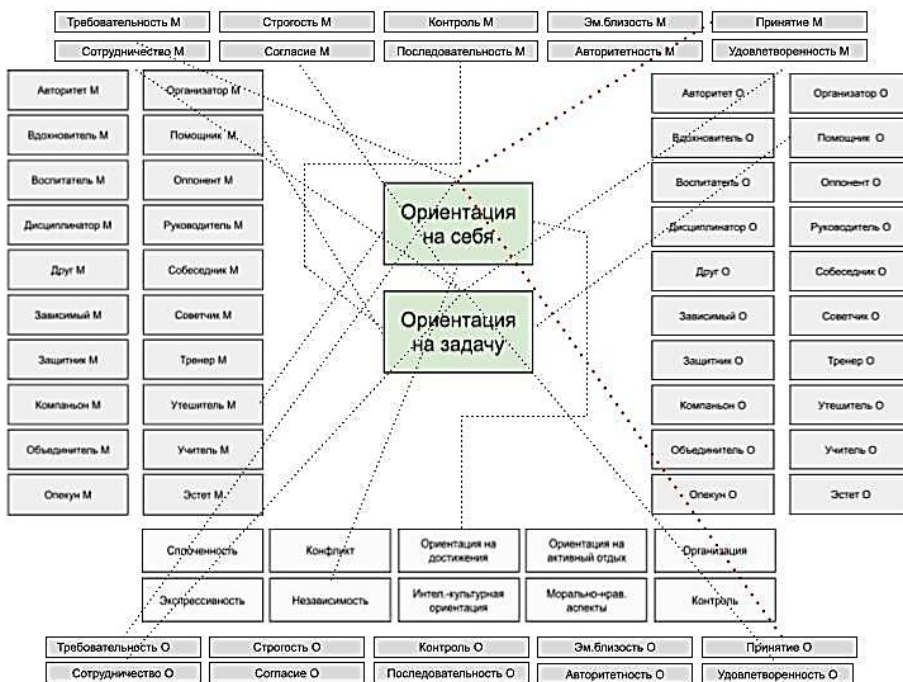 Требовательность М
Строгость М
Контроль М
Эм.близость М
Принятие М
Сотрудничество М
Согласие М
Последовательность М
Авторитетность М
Удовлетворенность М
Авторитет М
Организатор М
Вдохновитель М
Помощник М
Воспитатель М
Оппонент М
Дисциплинатор М
Руководитель М
Друг М
Собеседник М
Зависимый М
Советчик М
Защитник М
Тренер М
Компаньон М
Утешитель М
Объединитель М
Учитель М
Опекун М
Эстет М
Ориентация
на себя
Ориентация
на задачу
Авторитет О
Организатор О
Вдохновитель О
Помощник О
Воспитатель О
Оппонент О
Дисциплинатор О
Руководитель О
Друг О
Собеседник О
Зависимый О
Советчик О
Защитник О
Тренер О
Компаньон О
Утешитель О
Объединитель О
Учитель О
Опекун О
Эстет О
Сплоченность
Конфликт
Ориентация на
достижения
Ориентация на
активный отдых
Организация
Экспрессивность
Независимость
Интел.-культурная
ориентация
Морально-нрав.
аспекты
Контроль
Требовательность О
Строгость О
Контроль О
Эм.близость О
Принятие О
Сотрудничество О
Согласие О
Последовательность О
Авторитетность О
Удовлетворенность О